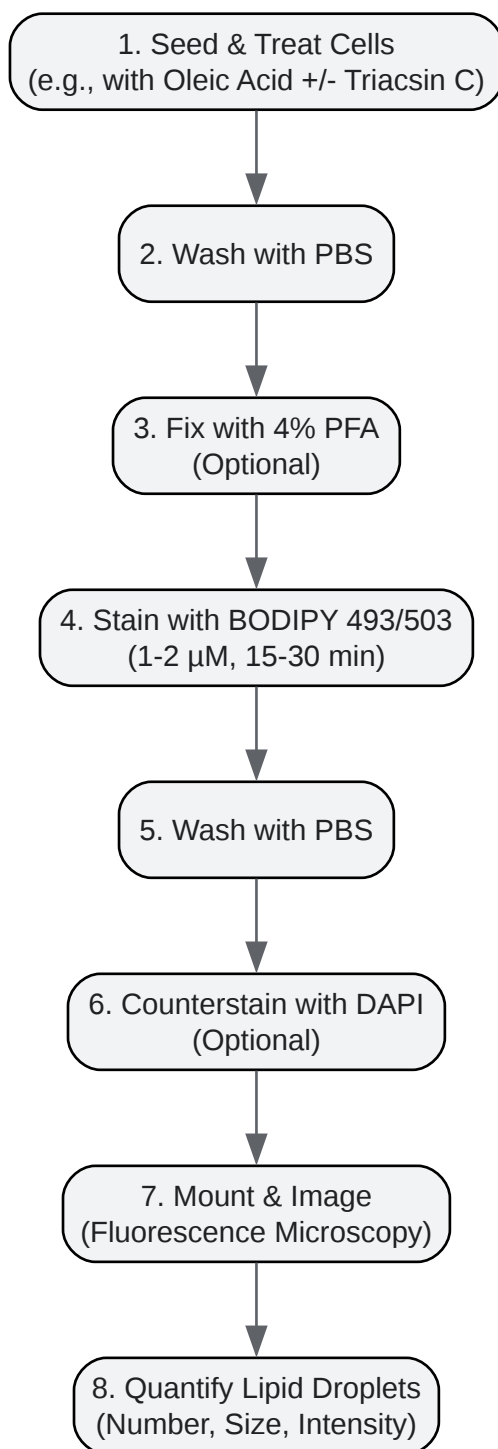 1. Seed & Treat Cells
(e.g., with Oleic Acid +/- Triacsin C)
2. Wash with PBS
3. Fix with 4% PFA
(Optional)
4. Stain with BODIPY 493/503
(1-2 µM, 15-30 min)
5. Wash with PBS
6. Counterstain with DAPI
(Optional)
7. Mount & Image
(Fluorescence Microscopy)
8. Quantify Lipid Droplets
(Number, Size, Intensity)